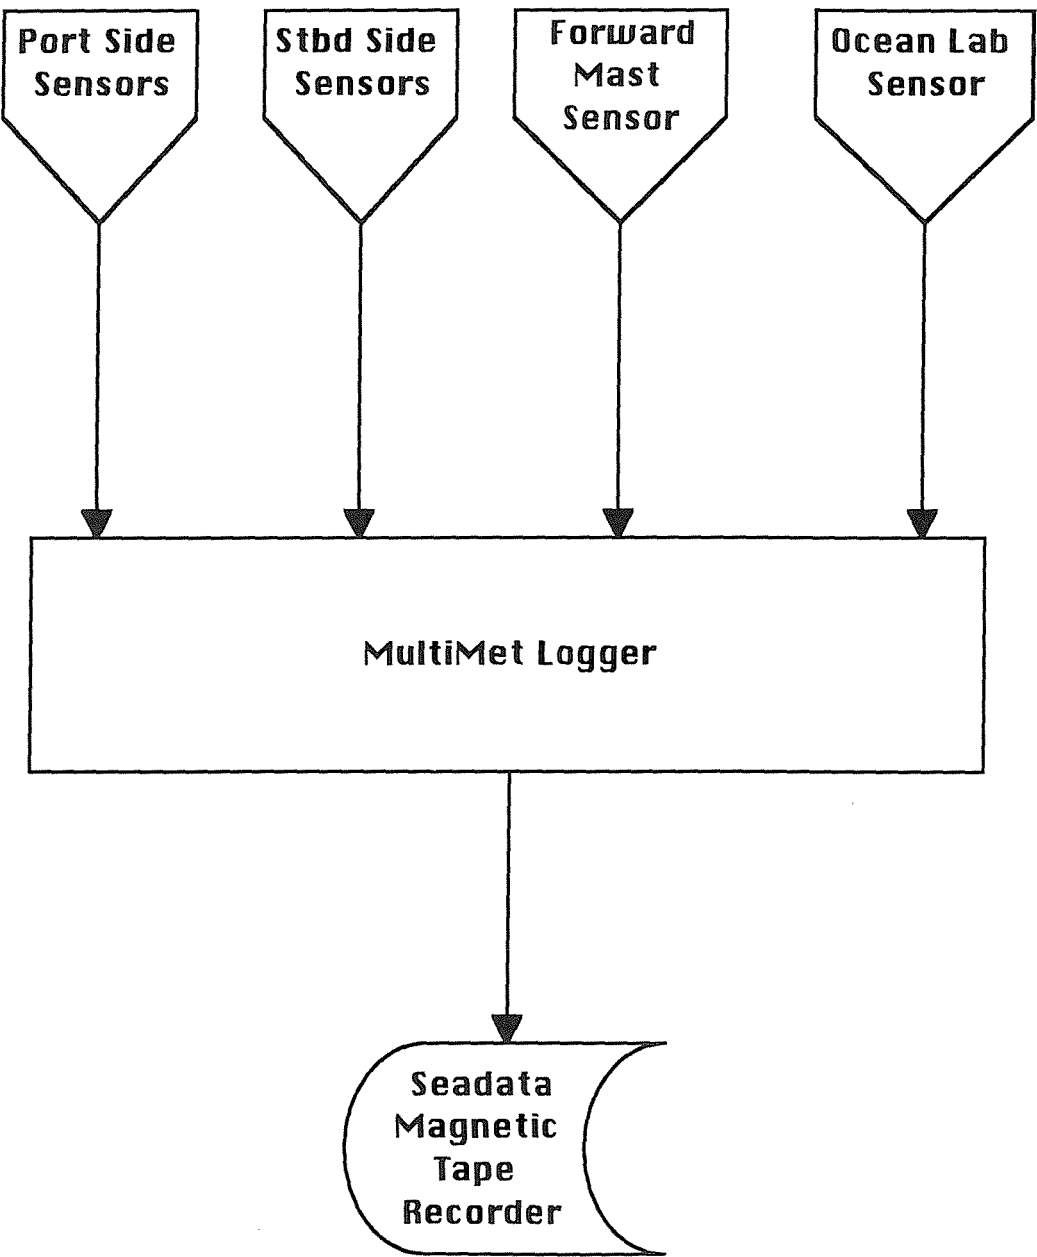 Port Side
Sensors
Stbd Side
Sensors
Forward
Mast
Sensor
Ocean Lab
Sensor
MultiMet Logger
Seadata
Magnetic
Tape
Recorder